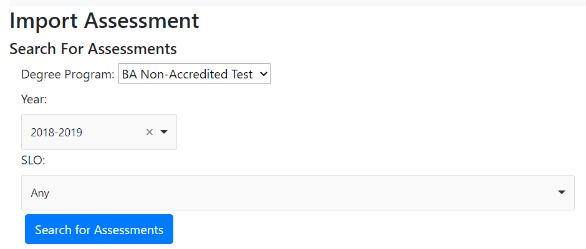 Import Assessment
Search For Assessments
Degree Program: BA Non-Accredited Test
Year:
2018-2019
SLO:
Any
Search for Assessments